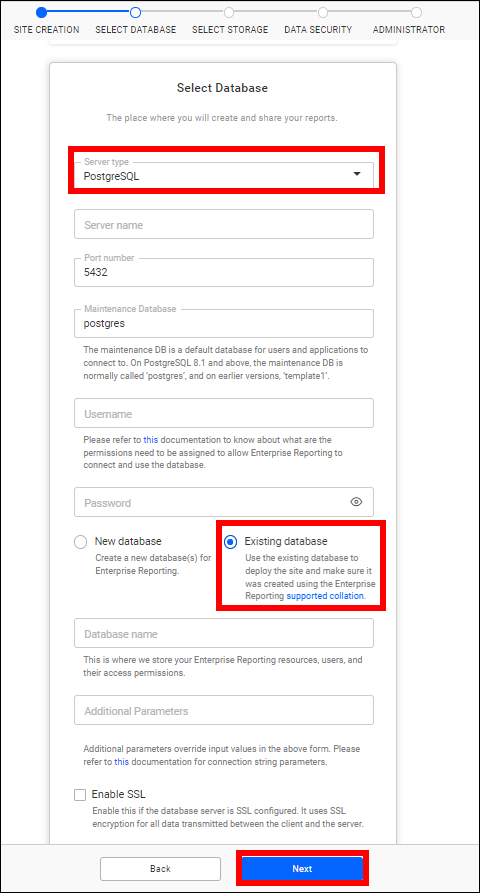 SITE CREATION SELECT DATABASE SELECT STORAGE DATA SECURITY ADMINISTRATOR
Select Database
The place where you will create and share your reports.
Server type
PostgreSQL
Server name
Port number
5432
Maintenance Database
postgres
The maintenance DB is a default database for users and applications to
connect to. On PostgreSQL 8.1 and above, the maintenance DB is
normally called 'postgres', and on earlier versions, 'template1'.
Username
Please refer to this documentation to know about what are the
permissions need to be assigned to allow Enterprise Reporting to
connect and use the database.
Password
New database
Create a new database(s) for
Enterprise Reporting.
Existing database
Use the existing database to
deploy the site and make sure it
was created using the Enterprise
Reporting supported collation.
Database name
This is where we store your Enterprise Reporting resources, users, and
their access permissions.
Additional Parameters
Additional parameters override input values in the above form. Please
refer to this documentation for connection string parameters.
Enable SSL
Enable this if the database server is SSL configured. It uses SSL
encryption for all data transmitted between the client and the server.
Back Next